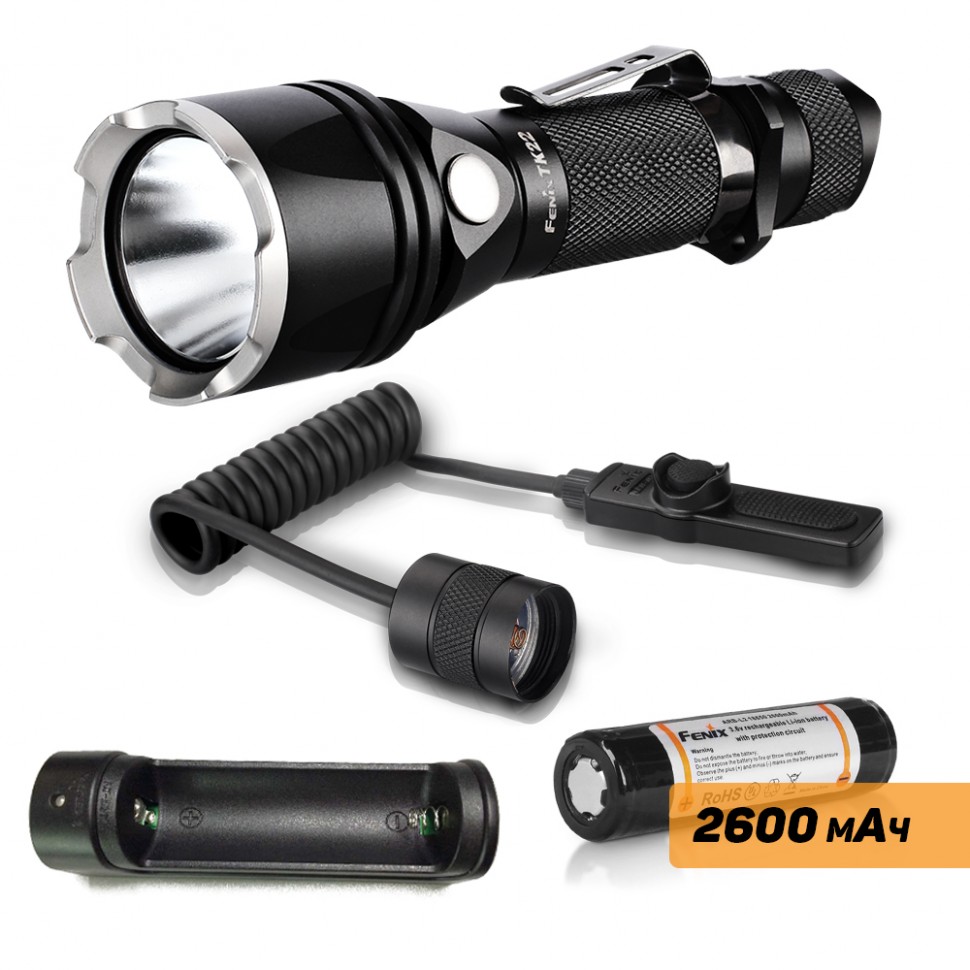 FENIX TK22
FENIX
ARB-L2 18650 2600mAh
3.6v rechargeable Li-ion battery
with protection circuit
FENIX
Warning
Do not dismantle the battery.
Do not expose the battery to fire or throw into water.
Observe the plus (+) and minus (-) marks on the battery and ensure
correct use.
RoHS
2600 мАч